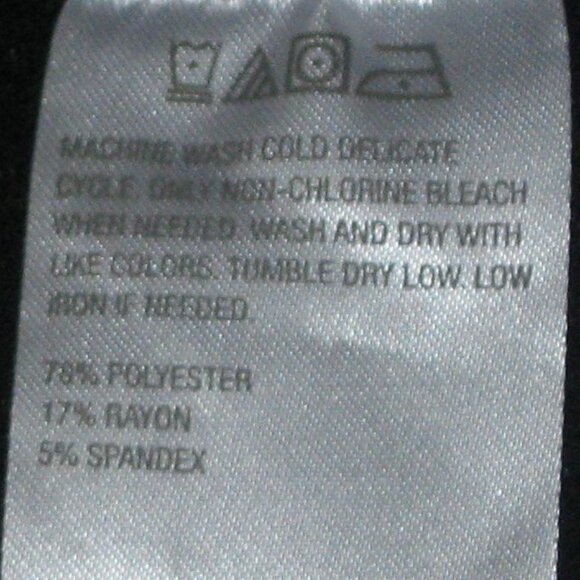 MACHINE WASH COLD DELICATE
CYCLE. ONLY NON-CHLORINE BLEACH
WHEN NEEDED. WASH AND DRY WITH
LIKE COLORS. TUMBLE DRY LOW. LOW
IRON IF NEEDED.
78% POLYESTER
17% RAYON
5% SPANDEX